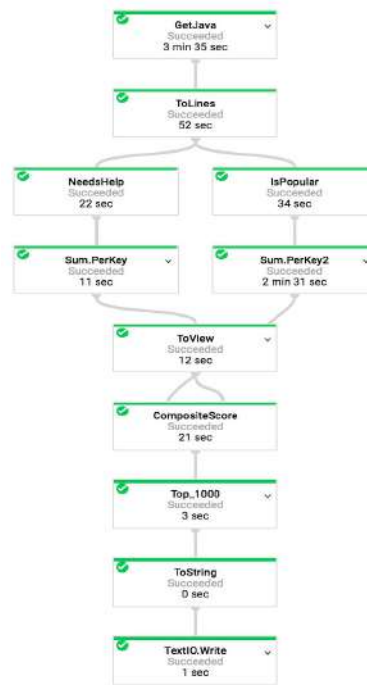 GetJava
Succeeded
3 min 35 sec
ToLines
Succeeded
52 sec
NeedsHelp
Succeeded
22 sec
IsPopular
Succeeded
34 sec
Sum.PerKey
Succeeded
11 sec
Sum.PerKey2
Succeeded
2 min 31 sec
ToView
Succeeded
12 sec
CompositeScore
Succeeded
21 sec
Top_1000
Succeeded
3 sec
ToString
Succeeded
0 sec
TextIO.Write
Succeeded
1 sec